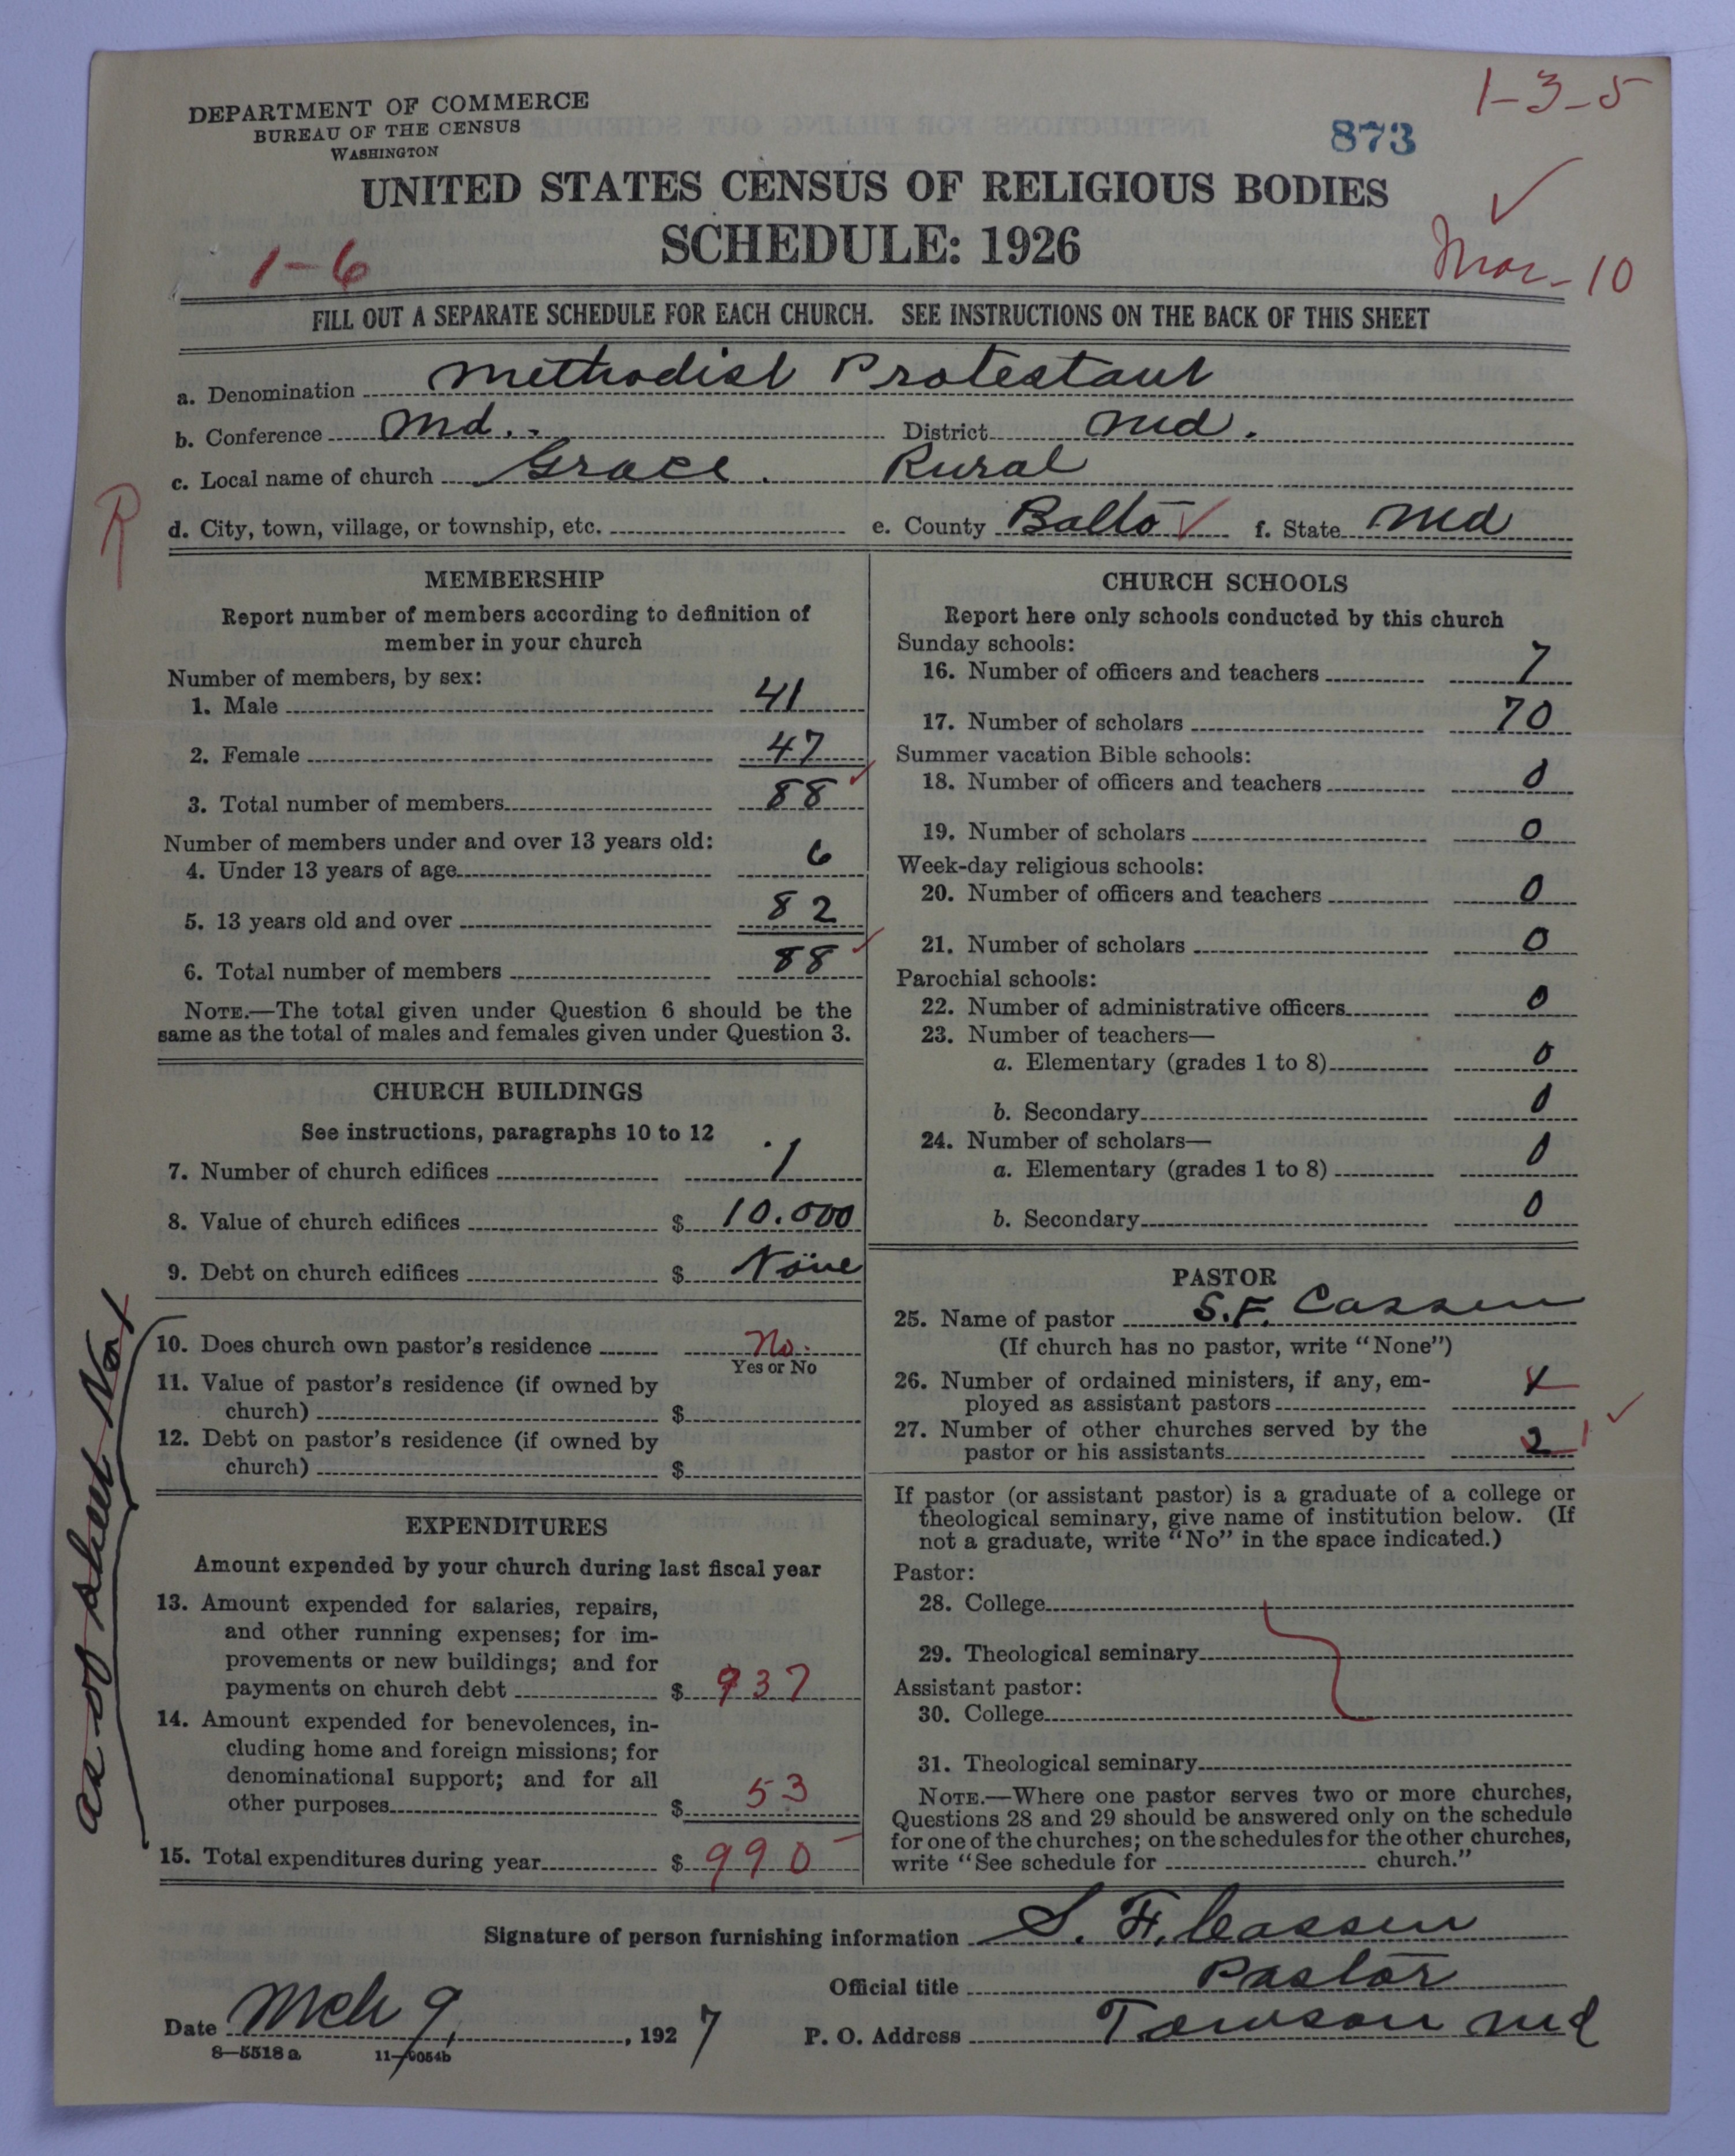 1-3-5
DEPARTMENT OF COMMERCE
BUREAU OF THE CENSUS
WASHINGTON
873
UNITED STATES CENSUS OF RELIGIOUS BODIES
SCHEDULE: 1926
1-6
Mar-10
FILL OUT A SEPARATE SCHEDULE FOR EACH CHURCH. SEE INSTRUCTIONS ON THE BACK OF THIS SHEET
a. Denomination Methodist Protestant
b. Conference Md. District Md.
c. Local name of church Grace. Rural
R
d. City, town, village, or township, etc. e. County Balto f. State Md
MEMBERSHIP
Report number of members according to definition of
member in your church
Number of members, by sex:
1. Male 41
2. Female 47
3. Total number of members 88
Number of members under and over 13 years old:
4. Under 13 years of age 6
5. 13 years old and over 82
6. Total number of members 88
NOTE.—The total given under Question 6 should be the
same as the total of males and females given under Question 3.
CHURCH BUILDINGS
See instructions, paragraphs 10 to 12
7. Number of church edifices 1
8. Value of church edifices $ 10.000
9. Debt on church edifices $ None
10. Does church own pastor's residence No.
Yes or No
11. Value of pastor's residence (if owned by
church) $
12. Debt on pastor's residence (if owned by
church) $
as of sheet No 1
EXPENDITURES
Amount expended by your church during last fiscal year
13. Amount expended for salaries, repairs,
and other running expenses; for im-
provements or new buildings; and for
payments on church debt $ 937
14. Amount expended for benevolences, in-
cluding home and foreign missions; for
denominational support; and for all
other purposes $ 53
15. Total expenditures during year $ 990
CHURCH SCHOOLS
Report here only schools conducted by this church
Sunday schools:
16. Number of officers and teachers 7
17. Number of scholars 70
Summer vacation Bible schools:
18. Number of officers and teachers 0
19. Number of scholars 0
Week-day religious schools:
20. Number of officers and teachers 0
21. Number of scholars 0
Parochial schools:
22. Number of administrative officers 0
23. Number of teachers—
a. Elementary (grades 1 to 8) 0
b. Secondary 0
24. Number of scholars—
a. Elementary (grades 1 to 8) 0
b. Secondary 0
PASTOR
25. Name of pastor S.F. Cassen
(If church has no pastor, write "None")
26. Number of ordained ministers, if any, em-
ployed as assistant pastors
27. Number of other churches served by the
pastor or his assistants 2 1
If pastor (or assistant pastor) is a graduate of a college or
theological seminary, give name of institution below. (If
not a graduate, write "No" in the space indicated.)
Pastor:
28. College
29. Theological seminary
Assistant pastor:
30. College
31. Theological seminary
NOTE.—Where one pastor serves two or more churches,
Questions 28 and 29 should be answered only on the schedule
for one of the churches; on the schedules for the other churches,
write "See schedule for church."
Signature of person furnishing information S. F. Cassen
Official title Pastor
Date Mch 9, 1927 P. O. Address Towson Md
8-5518 a 11-9054b